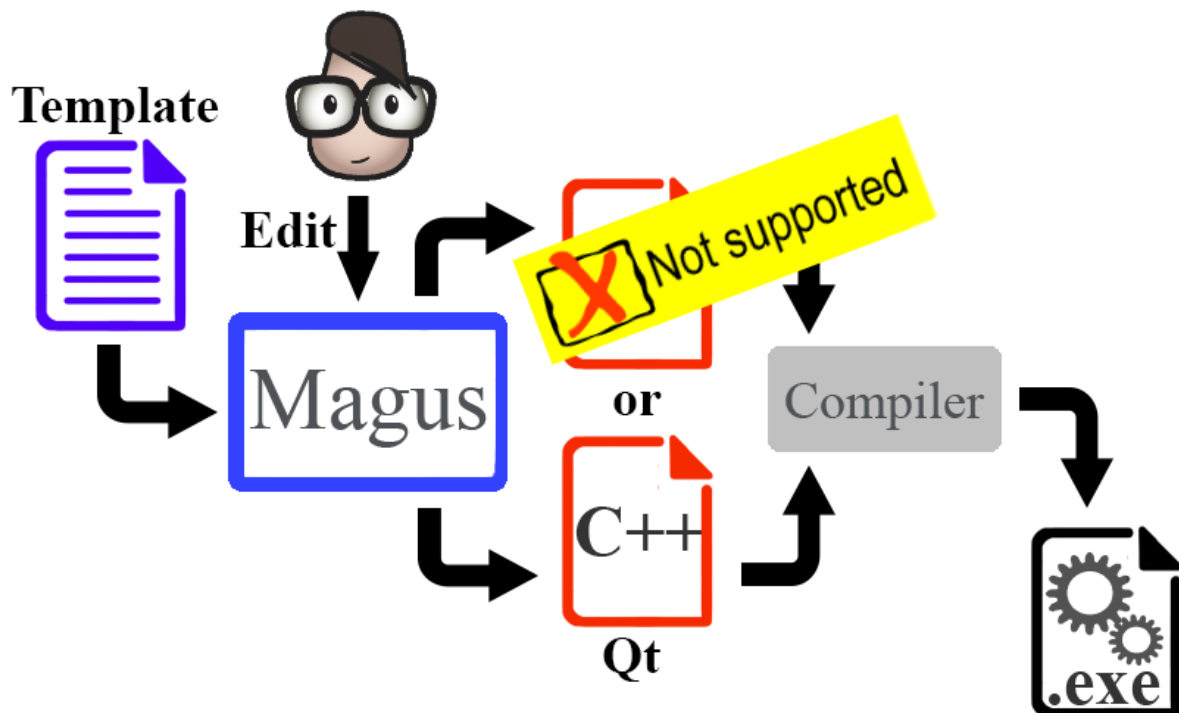 Template
Edit
Not supported
Magus
or
Compiler
C++
Qt
.exe